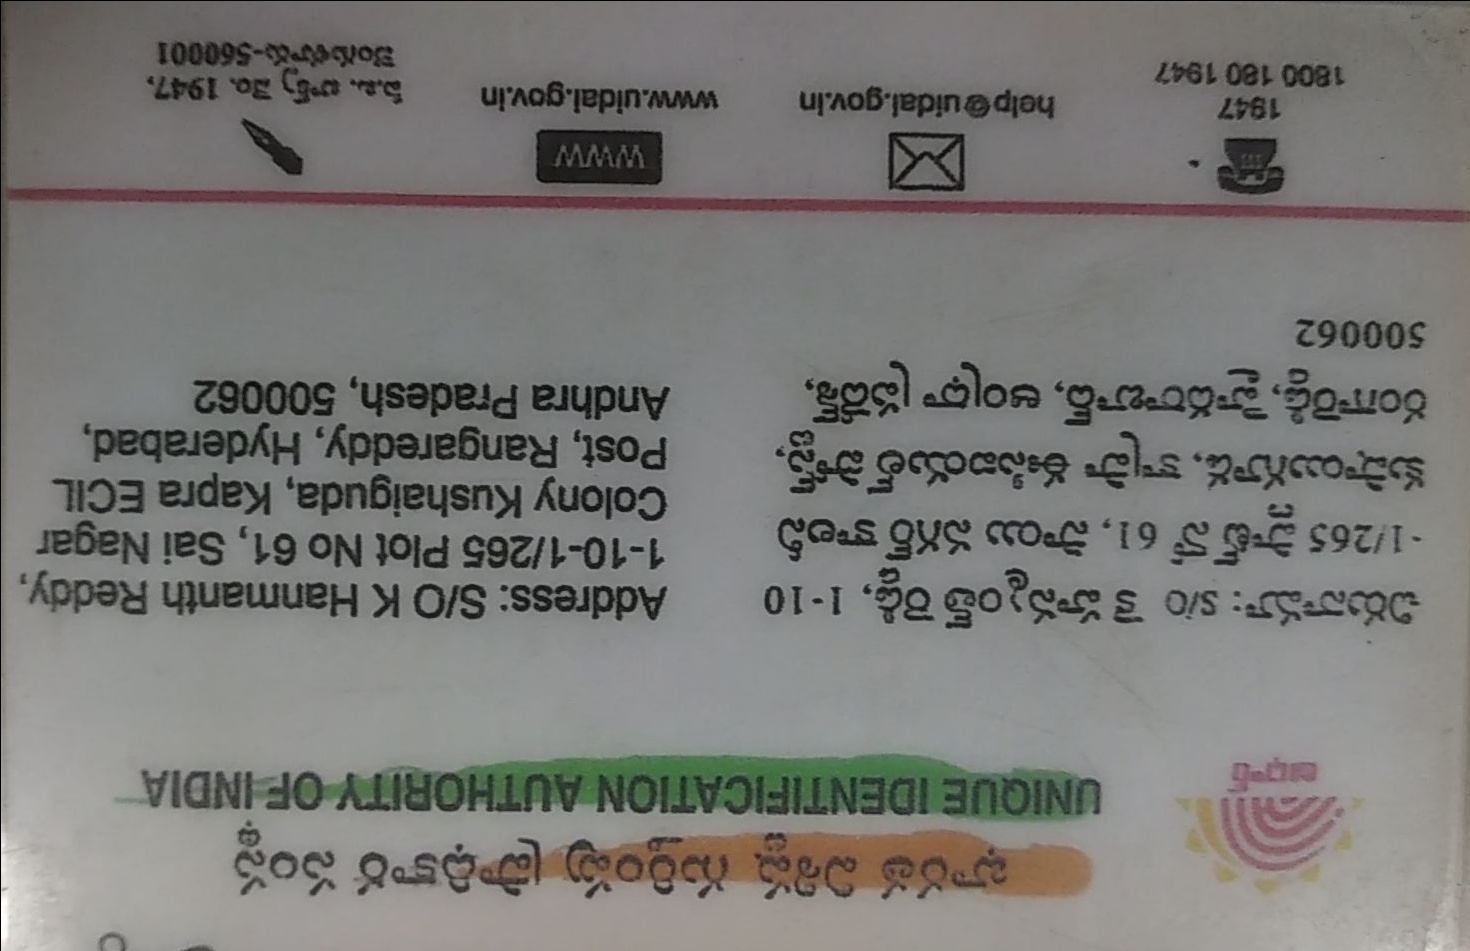 భారత విశిష్ట గుర్తింపు ప్రాధికార సంస్థ
UNIQUE IDENTIFICATION AUTHORITY OF INDIA
ఆధార్
చిరునామా: S/O కె హన్మంత్ రెడ్డి, 1-10
-1/265 ప్లాట్ నో 61, సాయి నగర్ కాలనీ
కుషాయిగూడ, కాప్రా ఈసిఐయల్ పోస్ట్,
రంగారెడ్డి, హైదరాబాద్, ఆంధ్రా ప్రదేశ్,
500062
Address: S/O K Hanmanth Reddy,
1-10-1/265 Plot No 61, Sai Nagar
Colony Kushaiguda, Kapra ECIL
Post, Rangareddy, Hyderabad,
Andhra Pradesh, 500062
1947
1800 180 1947
help@uidai.gov.in
WWW
www.uidai.gov.in
పి.ఒ. బాక్స్ నెం. 1947,
బెంగుళూరు-560001